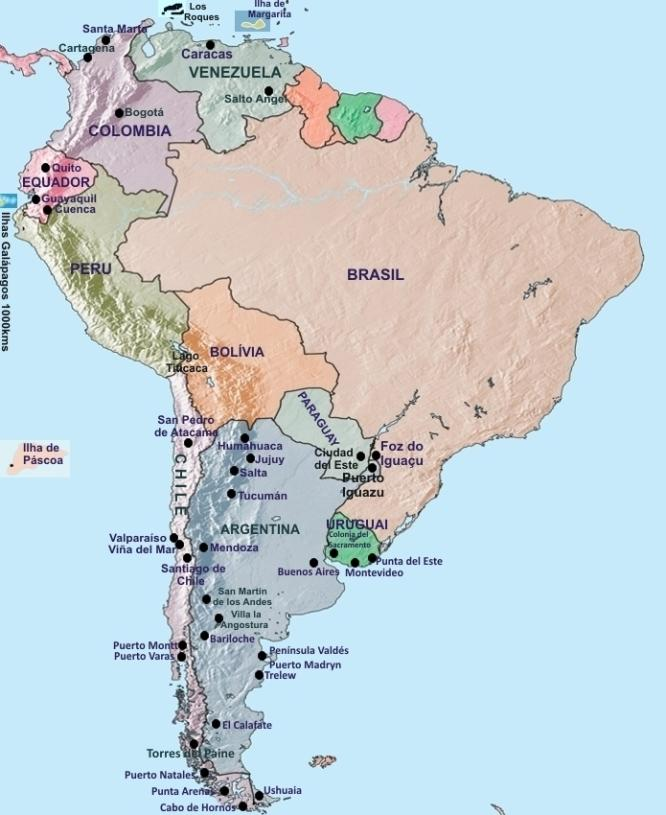 Los
Roques
Ilha de
Margarita
Santa Marta
Cartagena
Caracas
VENEZUELA
Salto Angel
Bogotá
COLOMBIA
Quito
EQUADOR
Guayaquil
Cuenca
Ilhas Galápagos 1000kms
PERU
BRASIL
BOLÍVIA
Lago
Titicaca
PARAGUAY
San Pedro
de Atacama
Humahuaca
Jujuy
Salta
Tucumán
Ciudad
del Este
Foz do
Iguaçu
Puerto
Iguazu
Ilha de
Páscoa
CHILE
ARGENTINA
URUGUAI
Colonia del
Sacramento
Valparaíso
Viña del Mar
Mendoza
Santiago de
Chile
Buenos Aires
Montevideo
Punta del Este
San Martin
de los Andes
Villa la
Angostura
Bariloche
Puerto Montt
Puerto Varas
Península Valdés
Puerto Madryn
Trelew
El Calafate
Torres del Paine
Puerto Natales
Punta Arenas
Ushuaia
Cabo de Hornos